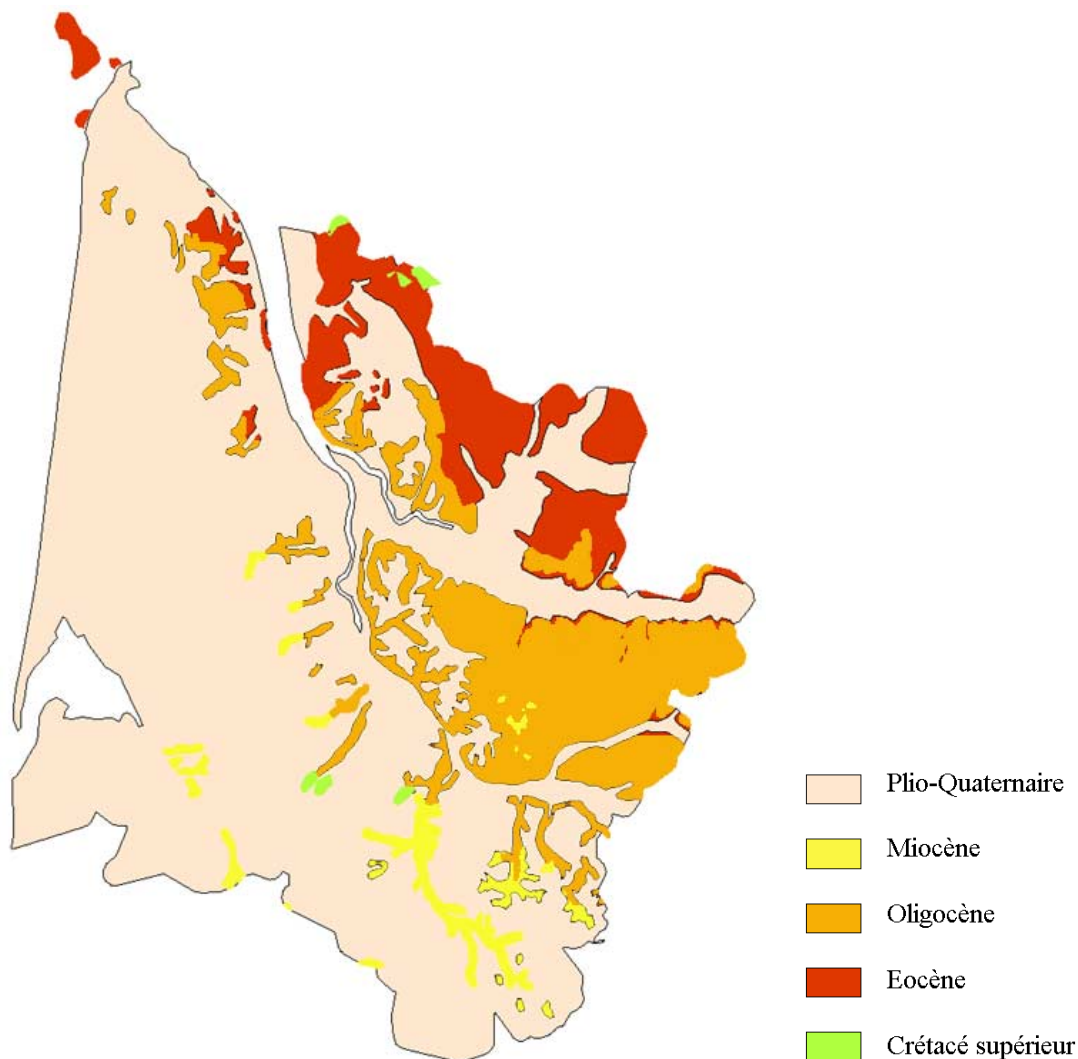 Plio-Quaternaire
Miocène
Oligocène
Eocène
Crétacé supérieur